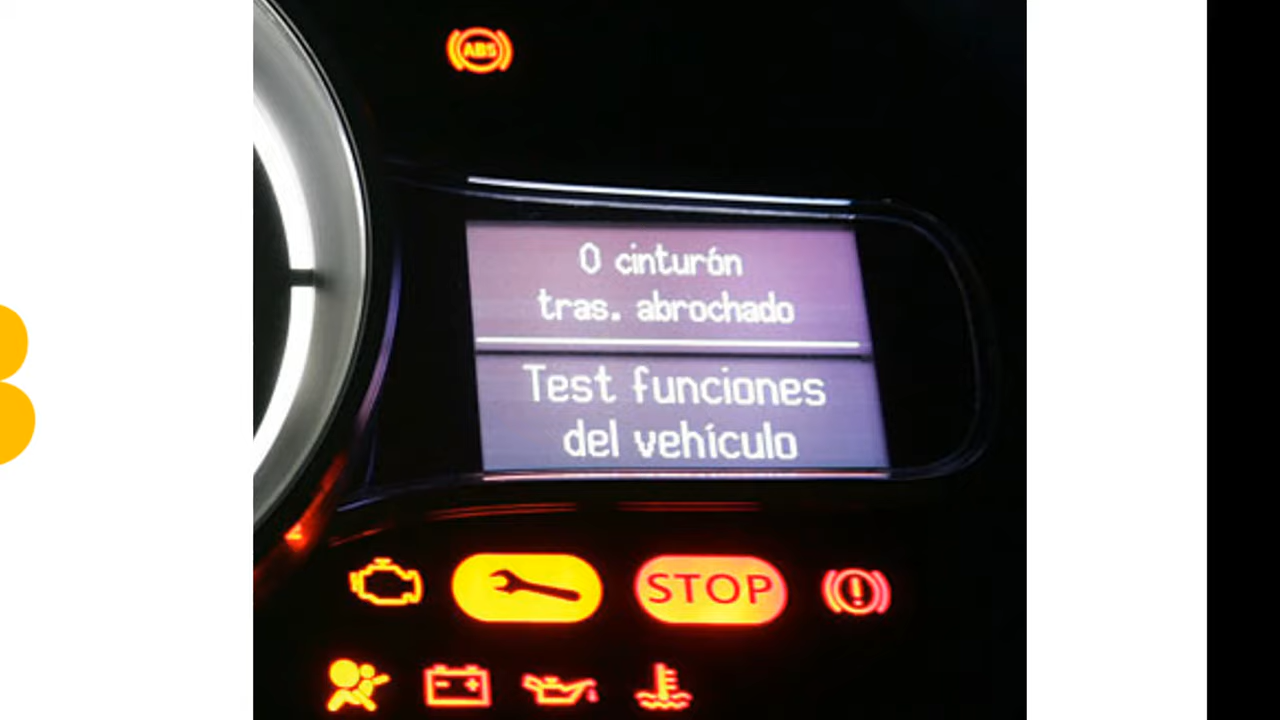 ABS
0 cinturón
tras. abrochado
Test funciones
del vehículo
STOP